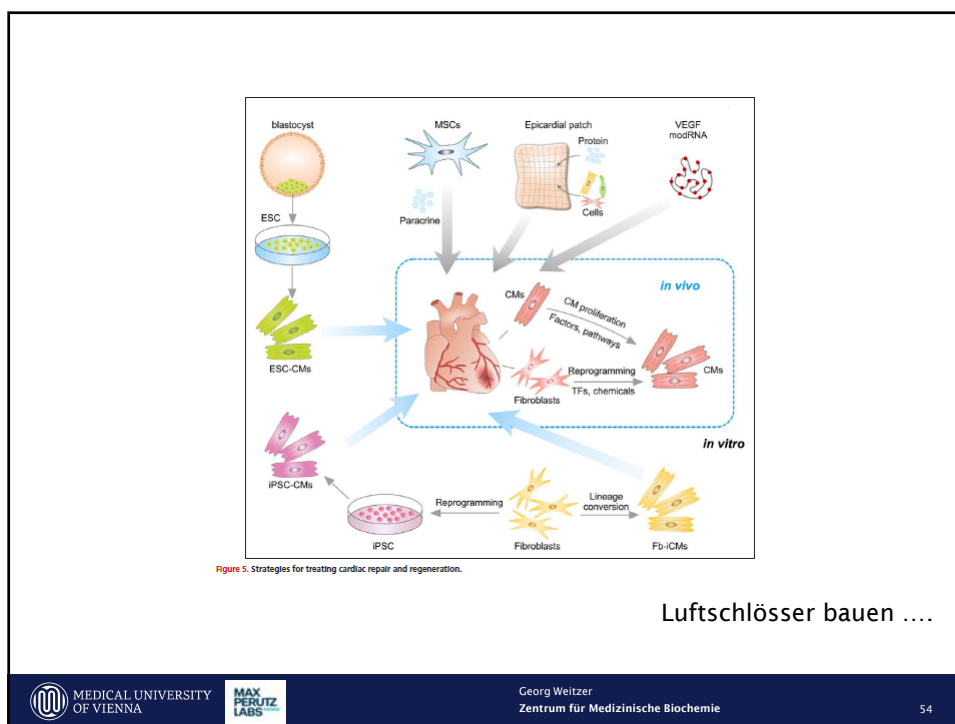 blastocyst
MSCs
Epicardial patch
VEGF
modRNA
Protein
Cells
Paracrine
ESC
in vivo
CMs
CM proliferation
Factors, pathways
ESC-CMs
Reprogramming
CMs
TFs, chemicals
Fibroblasts
in vitro
iPSC-CMs
Reprogramming
Lineage
conversion
iPSC
Fibroblasts
Fb-iCMs
Figure 5. Strategies for treating cardiac repair and regeneration.
Luftschlösser bauen ....
MEDICAL UNIVERSITY
OF VIENNA
MAX
PERUTZ
LABS
Georg Weitzer
Zentrum für Medizinische Biochemie
54